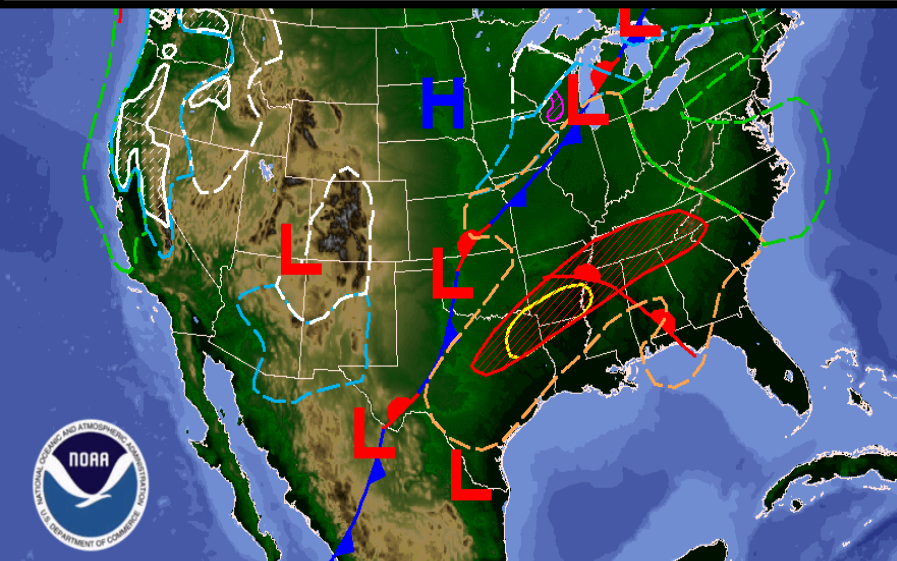 L
H
L
L
L
L
L
NOAA
NATIONAL OCEANIC AND ATMOSPHERIC ADMINISTRATION
U.S. DEPARTMENT OF COMMERCE